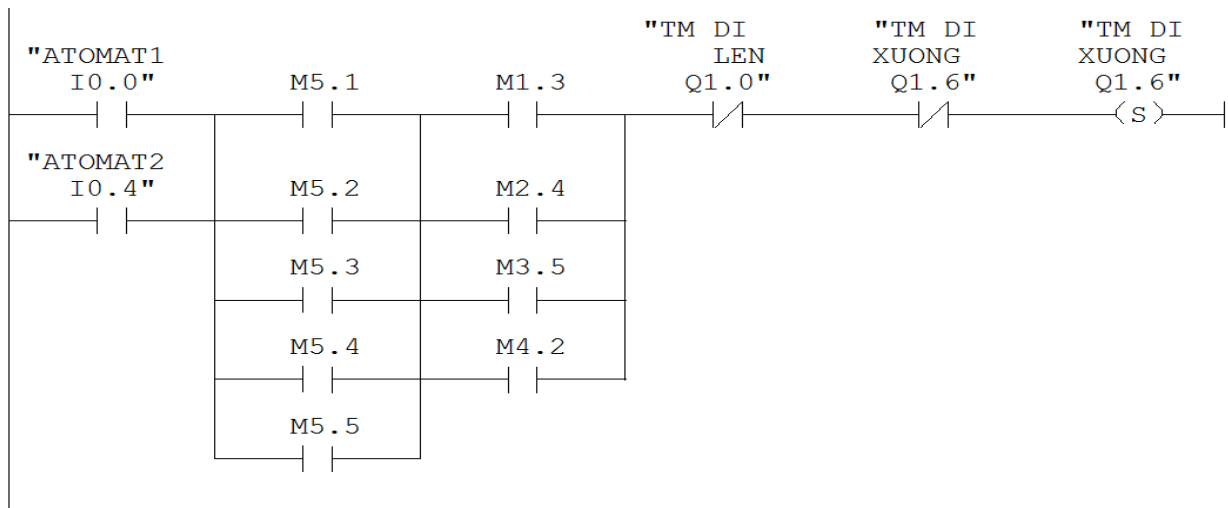 "TM DI "TM DI "TM DI
"ATOMAT1 LEN XUONG XUONG
I0.0" M5.1 M1.3 Q1.0" Q1.6" Q1.6"
S
"ATOMAT2
I0.4" M5.2 M2.4
M5.3 M3.5
M5.4 M4.2
M5.5